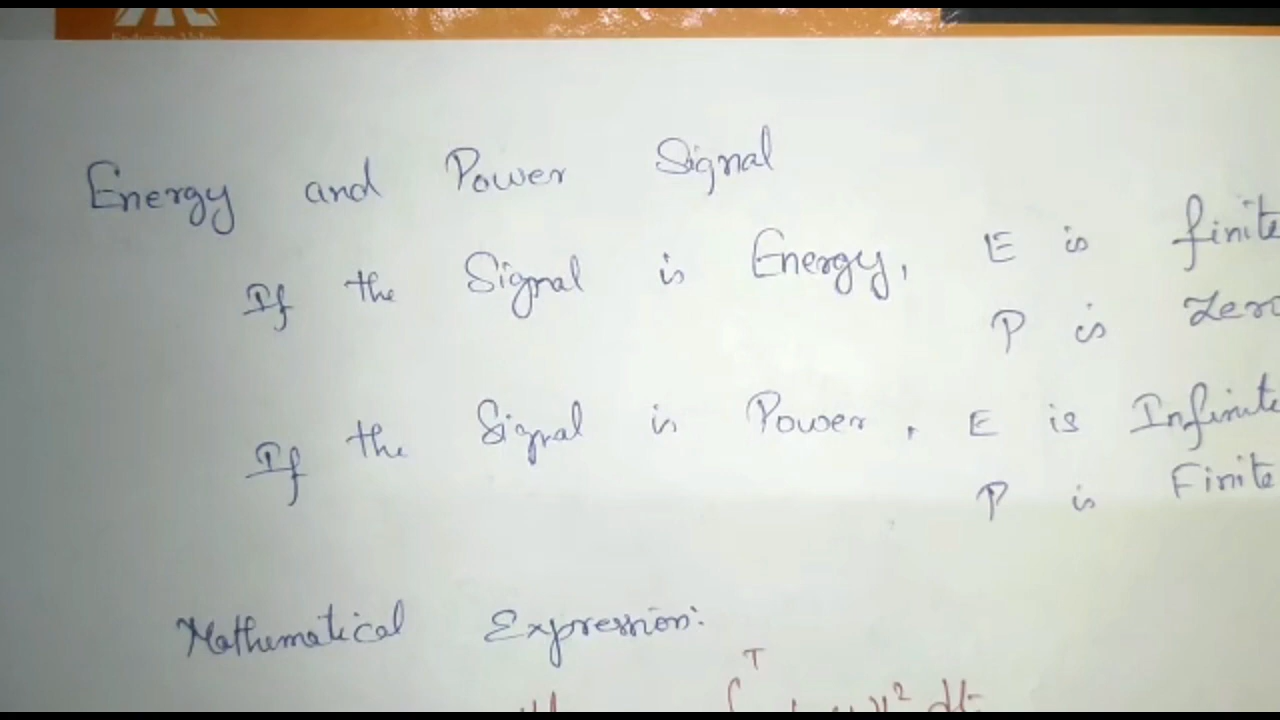 Energy and Power Signal
If the Signal is Energy, E is finite
P is Zero
If the Signal is Power, E is Infinite
P is Finite
Mathematical Expression:
T